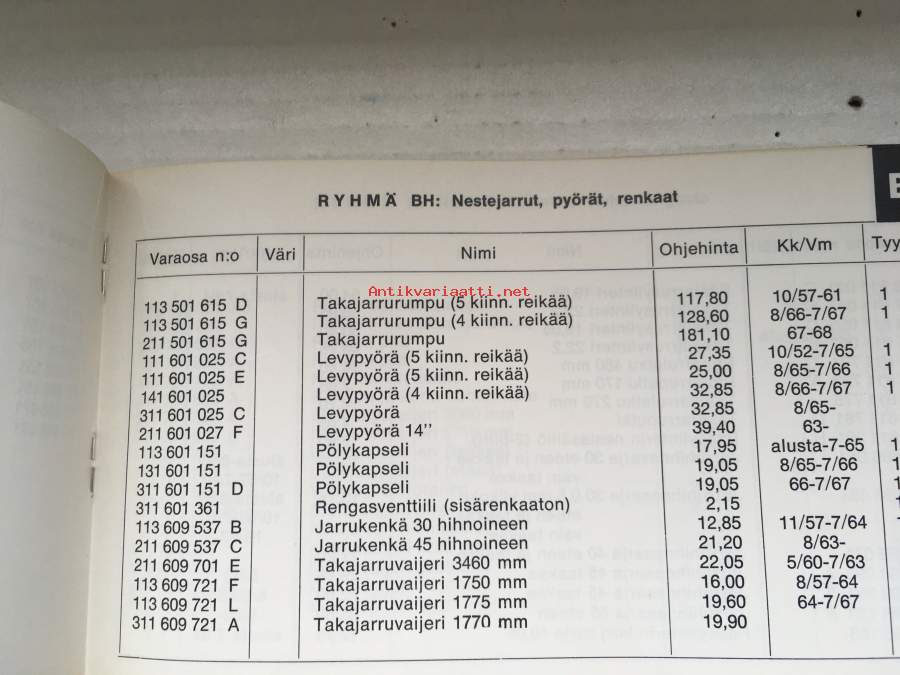 RYHMÄ BH: Nestejarrut, pyörät, renkaat
Varaosa n:o Väri Nimi Ohjehinta Kk/Vm Tyy
Antikvariaatti.net
113 501 615 D Takajarrurumpu (5 kiinn. reikää) 117,80 10/57-61 1
113 501 615 G Takajarrurumpu (4 kiinn. reikää) 128,60 8/66-7/67 1
211 501 615 G Takajarrurumpu 181,10 67-68
111 601 025 C Levypyörä (5 kiinn. reikää) 27,35 10/52-7/65 1
111 601 025 E Levypyörä (5 kiinn. reikää) 25,00 8/65-7/66 1
141 601 025 Levypyörä (4 kiinn. reikää) 32,85 8/66-7/67 1
311 601 025 C Levypyörä 32,85 8/65-
211 601 027 F Levypyörä 14'' 39,40 63-
113 601 151 Pölykapseli 17,95 alusta-7-65 1
131 601 151 Pölykapseli 19,05 8/65-7/66 1
311 601 151 D Pölykapseli 19,05 66-7/67 1
311 601 361 Rengasventtiili (sisärenkaaton) 2,15
113 609 537 B Jarrukenkä 30 hihnoineen 12,85 11/57-7/64 1
211 609 537 C Jarrukenkä 45 hihnoineen 21,20 8/63-
211 609 701 E Takajarruvaijeri 3460 mm 22,05 5/60-7/63
113 609 721 F Takajarruvaijeri 1750 mm 16,00 8/57-64
113 609 721 L Takajarruvaijeri 1775 mm 19,60 64-7/67
311 609 721 A Takajarruvaijeri 1770 mm 19,90